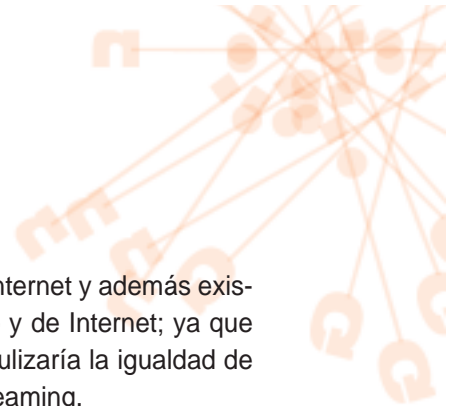 nternet y además exis-
y de Internet; ya que
ulizaría la igualdad de
eaming.